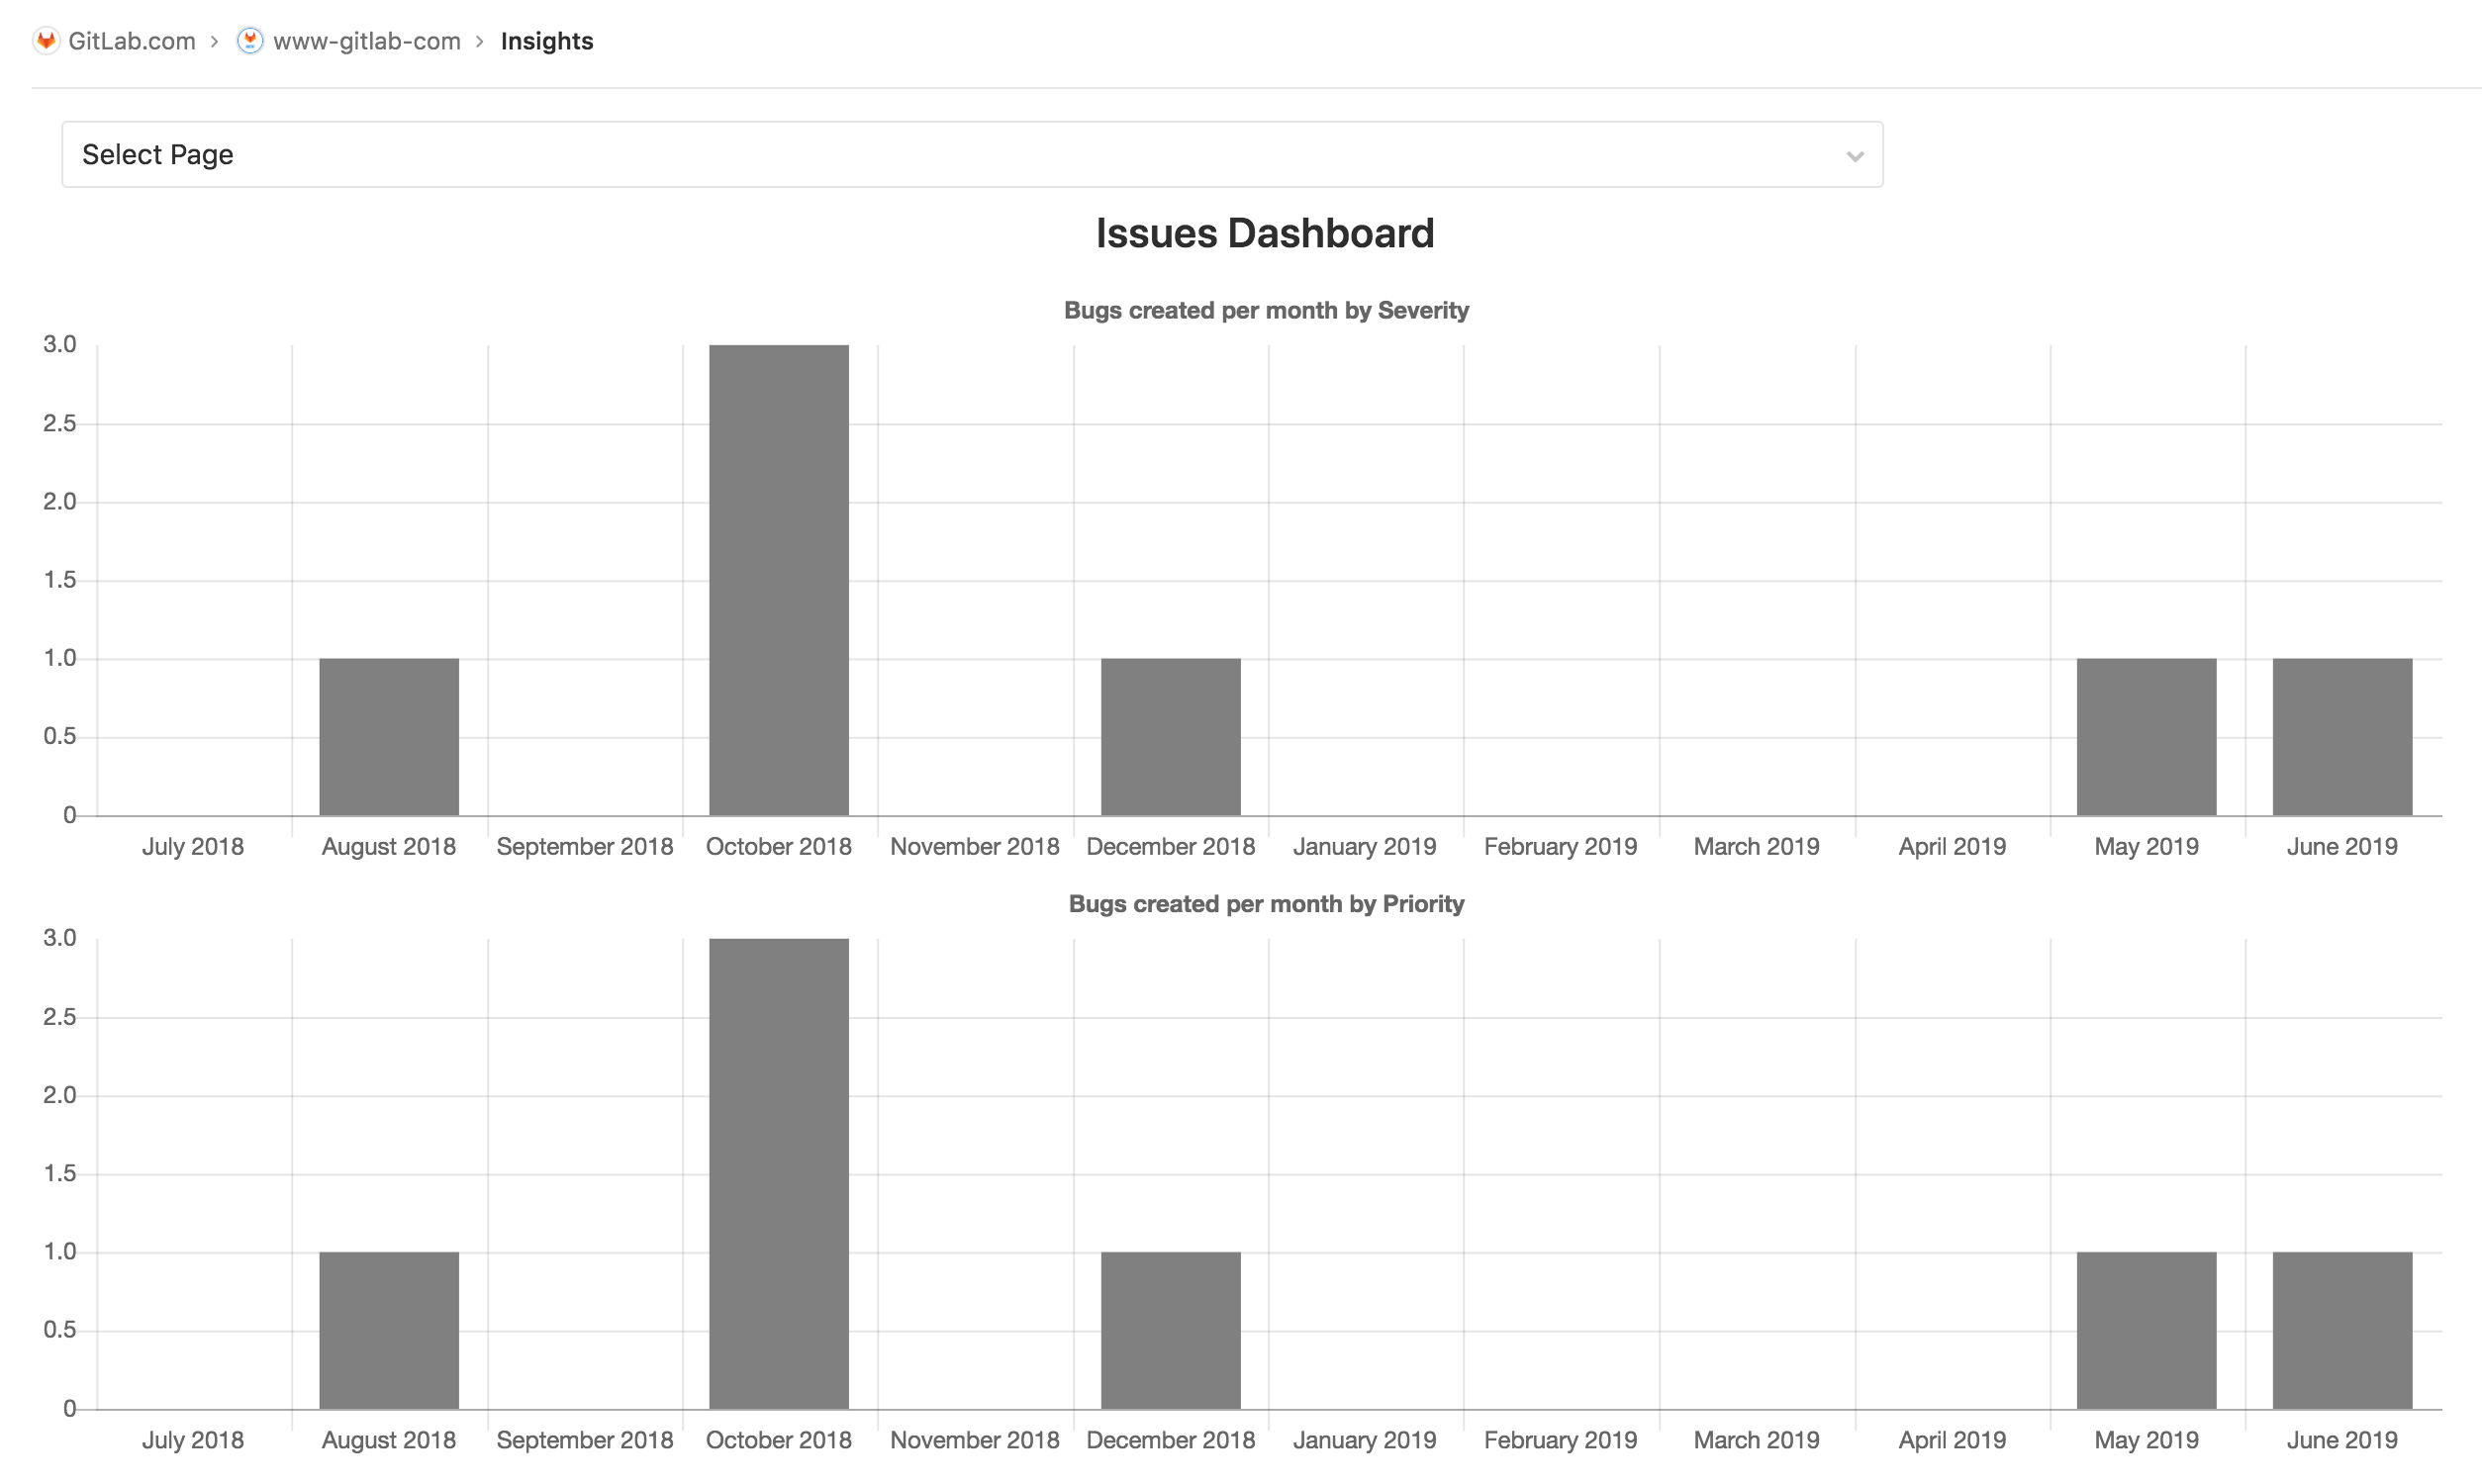 GitLab.com > www-gitlab-com > Insights
Select Page
Issues Dashboard
Bugs created per month by Severity
3.0
2.5
2.0
1.5
1.0
0.5
0
July 2018 August 2018 September 2018 October 2018 November 2018 December 2018 January 2019 February 2019 March 2019 April 2019 May 2019 June 2019
Bugs created per month by Priority
3.0
2.5
2.0
1.5
1.0
0.5
0
July 2018 August 2018 September 2018 October 2018 November 2018 December 2018 January 2019 February 2019 March 2019 April 2019 May 2019 June 2019